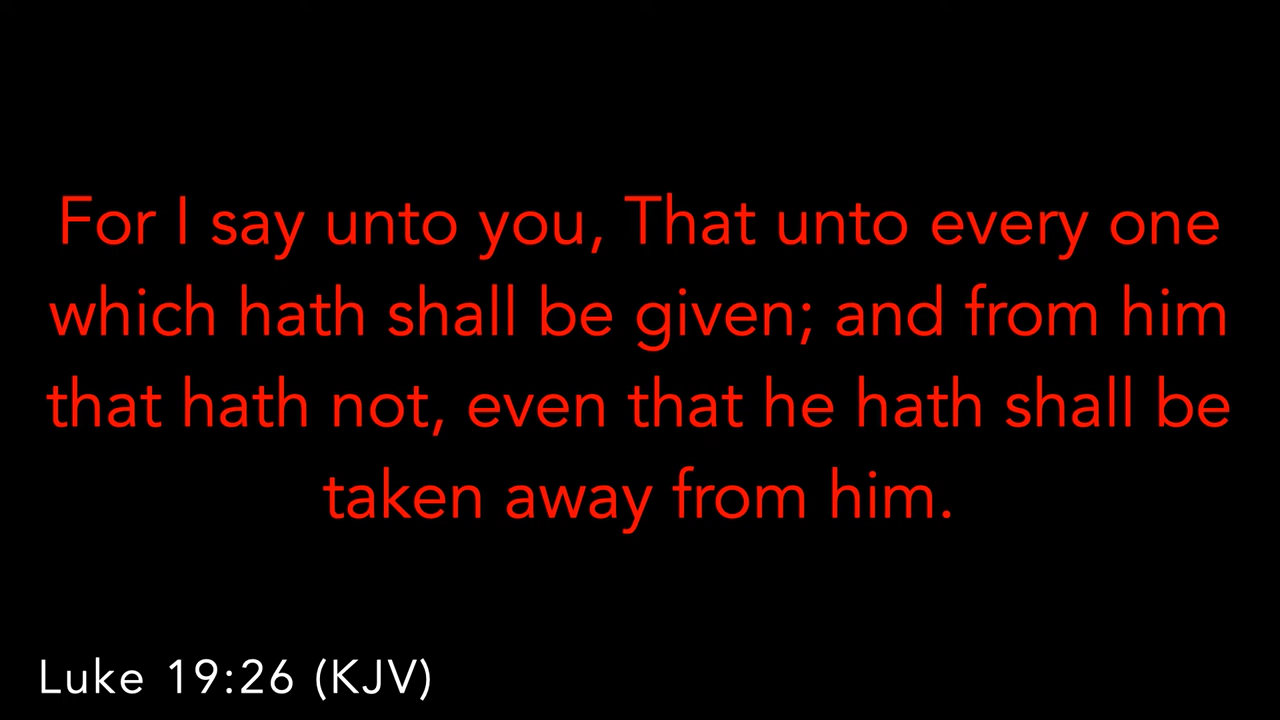 For I say unto you, That unto every one
which hath shall be given; and from him
that hath not, even that he hath shall be
taken away from him.
Luke 19:26 (KJV)